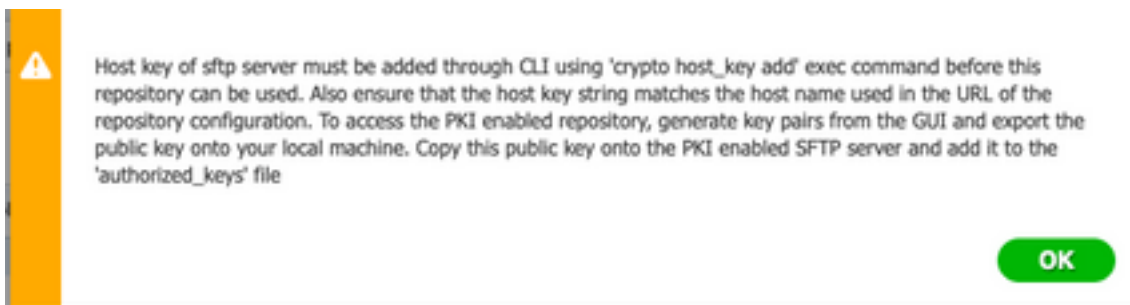 Host key of sftp server must be added through CLI using 'crypto host_key add' exec command before this
repository can be used. Also ensure that the host key string matches the host name used in the URL of the
repository configuration. To access the PKI enabled repository, generate key pairs from the GUI and export the
public key onto your local machine. Copy this public key onto the PKI enabled SFTP server and add it to the
'authorized_keys' file
OK